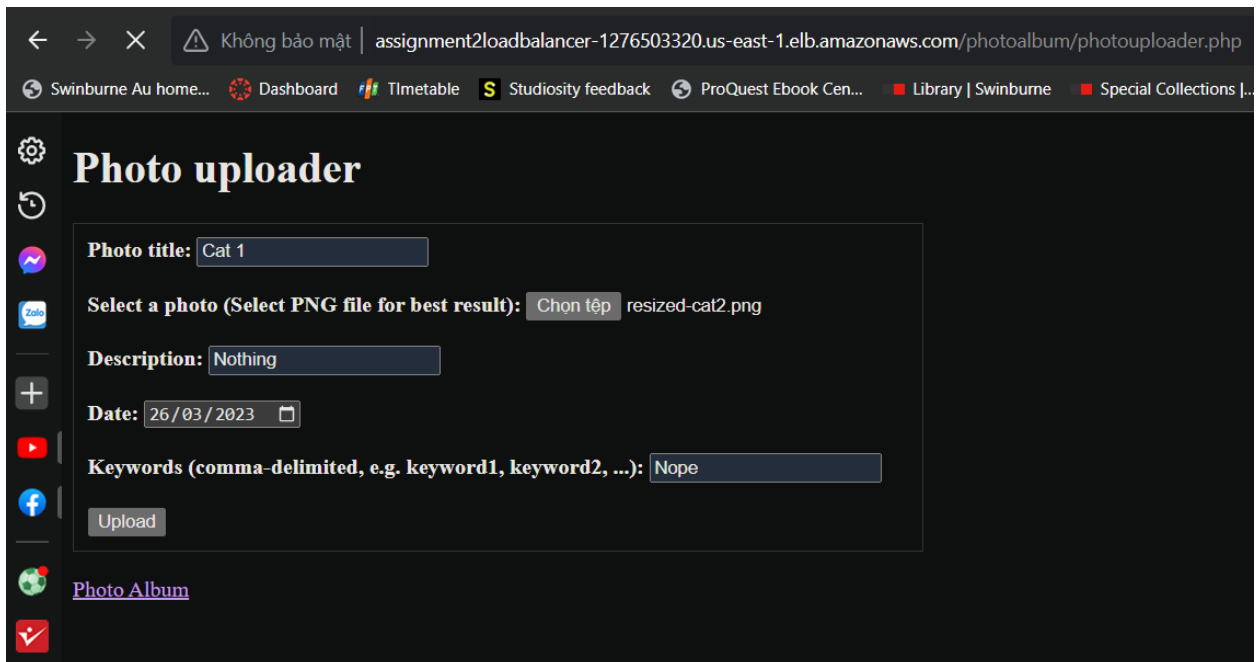 Không bảo mật assignment2loadbalancer-1276503320.us-east-1.elb.amazonaws.com/photoalbum/photouploader.php
Swinburne Au home... Dashboard TImetable S Studiosity feedback ProQuest Ebook Cen... Library | Swinburne Special Collections |...
Photo uploader
Photo title: Cat 1
Select a photo (Select PNG file for best result): Chọn tệp resized-cat2.png
Zalo
Description: Nothing
Date: 26/03/2023
Keywords (comma-delimited, e.g. keyword1, keyword2, ...): Nope
Upload
Photo Album